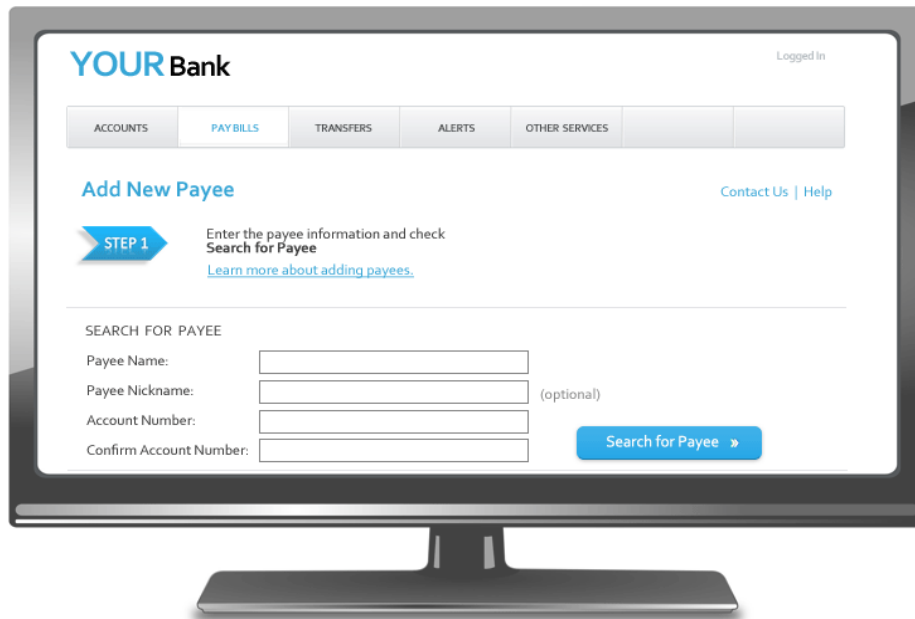 YOUR Bank
Logged In
ACCOUNTS PAY BILLS TRANSFERS ALERTS OTHER SERVICES
Add New Payee
Contact Us | Help
STEP 1
Enter the payee information and check
Search for Payee
Learn more about adding payees.
SEARCH FOR PAYEE
Payee Name:
Payee Nickname:
(optional)
Account Number:
Confirm Account Number:
Search for Payee »